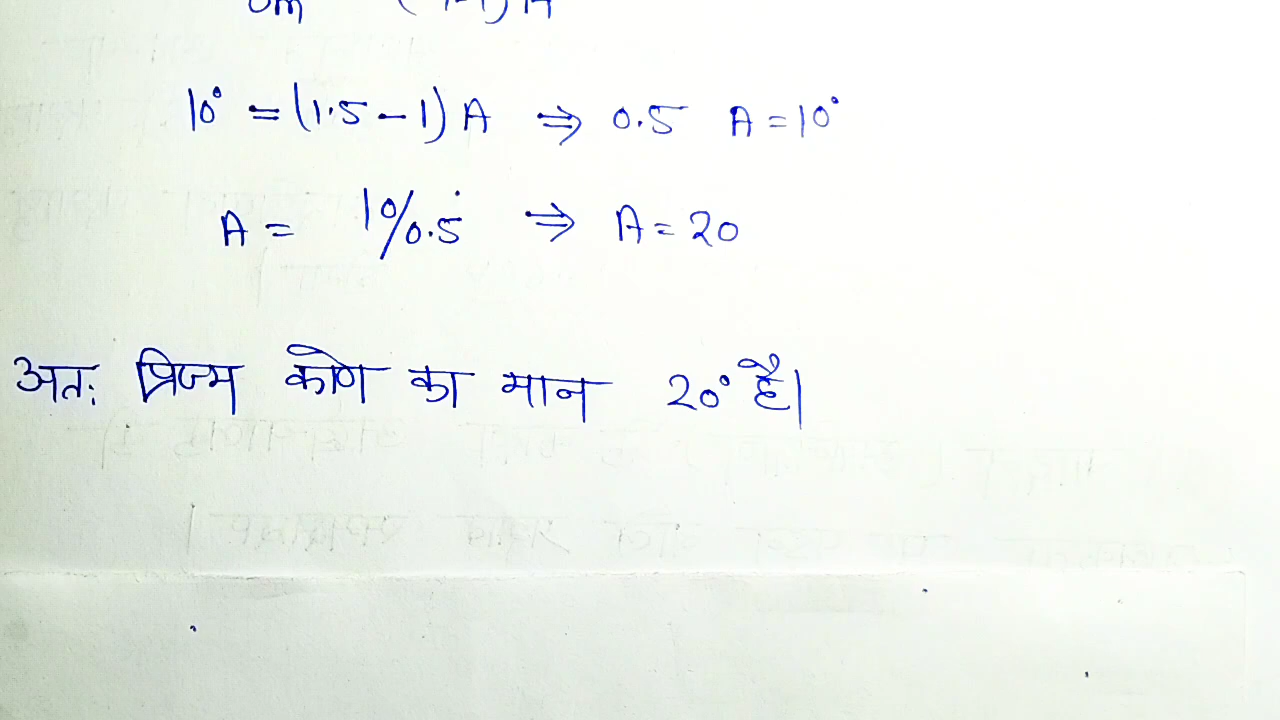 10° = (1.5 - 1) A ⇒ 0.5 A = 10°
A = 10/0.5 ⇒ A = 20
अतः प्रिज्म कोण का मान 20° है।